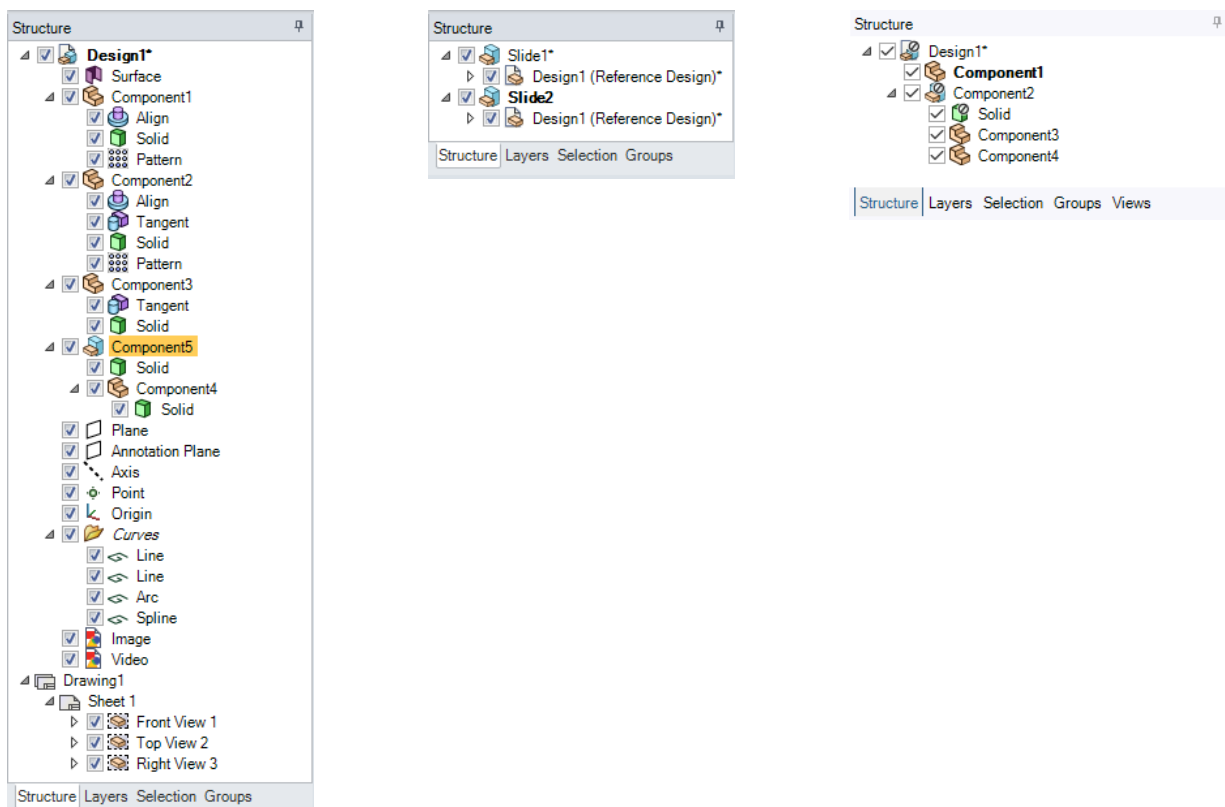 Structure
Design1*
Surface
Component1
Align
Solid
Pattern
Component2
Align
Tangent
Solid
Pattern
Component3
Tangent
Solid
Component5
Solid
Component4
Solid
Plane
Annotation Plane
Axis
Point
Origin
Curves
Line
Line
Arc
Spline
Image
Video
Drawing1
Sheet 1
Front View 1
Top View 2
Right View 3
Structure Layers Selection Groups
Structure
Slide1*
Design1 (Reference Design)*
Slide2
Design1 (Reference Design)*
Structure Layers Selection Groups
Structure
Design1*
Component1
Component2
Solid
Component3
Component4
Structure Layers Selection Groups Views